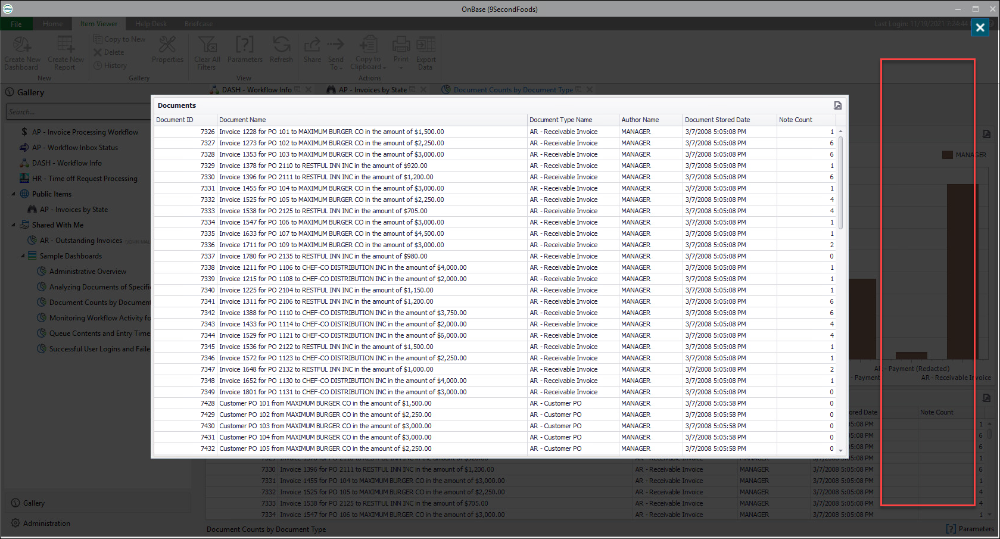 OnBase (9SecondFoods)
File Home Item Viewer Help Desk Briefcase
Last Login: 11/19/2021 7:24:44
Create New Dashboard
Create New Report
New
Copy to New
Delete
History
Properties
Gallery
Clear All Filters
Parameters
Refresh
View
Share
Send To
Copy to Clipboard
Print
Export Data
Actions
Gallery
Search...
AP - Invoice Processing Workflow
AP - Workflow Inbox Status
DASH - Workflow Info
HR - Time off Request Processing
Public Items
AP - Invoices by State
Shared With Me
AR - Outstanding Invoices
Sample Dashboards
Administrative Overview
Analyzing Documents of Specifi
Document Counts by Document
Monitoring Workflow Activity fo
Queue Contents and Entry Time
Successful User Logins and Faile
Gallery
Administration
DASH - Workflow Info AP - Invoices by State Document Counts by Document Type
Documents
Document ID Document Name Document Type Name Author Name Document Stored Date Note Count
7326 Invoice 1228 for PO 101 to MAXIMUM BURGER CO in the amount of $1,500.00 AR - Receivable Invoice MANAGER 3/7/2008 5:05:08 PM 1
7327 Invoice 1273 for PO 102 to MAXIMUM BURGER CO in the amount of $2,250.00 AR - Receivable Invoice MANAGER 3/7/2008 5:05:08 PM 6
7328 Invoice 1353 for PO 103 to MAXIMUM BURGER CO in the amount of $3,000.00 AR - Receivable Invoice MANAGER 3/7/2008 5:05:08 PM 6
7329 Invoice 1378 for PO 2110 to RESTFUL INN INC in the amount of $920.00 AR - Receivable Invoice MANAGER 3/7/2008 5:05:08 PM 1
7330 Invoice 1396 for PO 2111 to RESTFUL INN INC in the amount of $1,200.00 AR - Receivable Invoice MANAGER 3/7/2008 5:05:08 PM 6
7331 Invoice 1455 for PO 104 to MAXIMUM BURGER CO in the amount of $3,000.00 AR - Receivable Invoice MANAGER 3/7/2008 5:05:08 PM 1
7332 Invoice 1525 for PO 105 to MAXIMUM BURGER CO in the amount of $2,250.00 AR - Receivable Invoice MANAGER 3/7/2008 5:05:08 PM 4
7333 Invoice 1538 for PO 2125 to RESTFUL INN INC in the amount of $705.00 AR - Receivable Invoice MANAGER 3/7/2008 5:05:08 PM 4
7334 Invoice 1547 for PO 106 to MAXIMUM BURGER CO in the amount of $3,000.00 AR - Receivable Invoice MANAGER 3/7/2008 5:05:08 PM 1
7335 Invoice 1633 for PO 107 to MAXIMUM BURGER CO in the amount of $4,500.00 AR - Receivable Invoice MANAGER 3/7/2008 5:05:08 PM 1
7336 Invoice 1711 for PO 109 to MAXIMUM BURGER CO in the amount of $3,000.00 AR - Receivable Invoice MANAGER 3/7/2008 5:05:08 PM 2
7337 Invoice 1780 for PO 2135 to RESTFUL INN INC in the amount of $980.00 AR - Receivable Invoice MANAGER 3/7/2008 5:05:08 PM 0
7338 Invoice 1211 for PO 1106 to CHEF-CO DISTRIBUTION INC in the amount of $4,000.00 AR - Receivable Invoice MANAGER 3/7/2008 5:05:08 PM 1
7339 Invoice 1215 for PO 1108 to CHEF-CO DISTRIBUTION INC in the amount of $2,000.00 AR - Receivable Invoice MANAGER 3/7/2008 5:05:08 PM 1
7340 Invoice 1225 for PO 2104 to RESTFUL INN INC in the amount of $1,150.00 AR - Receivable Invoice MANAGER 3/7/2008 5:05:08 PM 1
7341 Invoice 1311 for PO 2106 to RESTFUL INN INC in the amount of $1,200.00 AR - Receivable Invoice MANAGER 3/7/2008 5:05:08 PM 6
7342 Invoice 1388 for PO 1110 to CHEF-CO DISTRIBUTION INC in the amount of $3,750.00 AR - Receivable Invoice MANAGER 3/7/2008 5:05:08 PM 6
7343 Invoice 1433 for PO 1114 to CHEF-CO DISTRIBUTION INC in the amount of $2,000.00 AR - Receivable Invoice MANAGER 3/7/2008 5:05:08 PM 4
7344 Invoice 1529 for PO 1121 to CHEF-CO DISTRIBUTION INC in the amount of $6,000.00 AR - Receivable Invoice MANAGER 3/7/2008 5:05:08 PM 4
7345 Invoice 1536 for PO 2122 to RESTFUL INN INC in the amount of $1,500.00 AR - Receivable Invoice MANAGER 3/7/2008 5:05:08 PM 1
7346 Invoice 1572 for PO 1123 to CHEF-CO DISTRIBUTION INC in the amount of $2,250.00 AR - Receivable Invoice MANAGER 3/7/2008 5:05:08 PM 1
7347 Invoice 1648 for PO 2132 to RESTFUL INN INC in the amount of $1,000.00 AR - Receivable Invoice MANAGER 3/7/2008 5:05:08 PM 2
7348 Invoice 1652 for PO 1130 to CHEF-CO DISTRIBUTION INC in the amount of $4,000.00 AR - Receivable Invoice MANAGER 3/7/2008 5:05:08 PM 1
7349 Invoice 1801 for PO 1131 to CHEF-CO DISTRIBUTION INC in the amount of $3,000.00 AR - Receivable Invoice MANAGER 3/7/2008 5:05:08 PM 0
7428 Customer PO 101 from MAXIMUM BURGER CO in the amount of $1,500.00 AR - Customer PO MANAGER 3/7/2008 5:05:58 PM 0
7429 Customer PO 102 from MAXIMUM BURGER CO in the amount of $2,250.00 AR - Customer PO MANAGER 3/7/2008 5:05:58 PM 0
7430 Customer PO 103 from MAXIMUM BURGER CO in the amount of $3,000.00 AR - Customer PO MANAGER 3/7/2008 5:05:58 PM 0
7431 Customer PO 104 from MAXIMUM BURGER CO in the amount of $3,000.00 AR - Customer PO MANAGER 3/7/2008 5:05:58 PM 0
7432 Customer PO 105 from MAXIMUM BURGER CO in the amount of $2,250.00 AR - Customer PO MANAGER 3/7/2008 5:05:58 PM 0
MANAGER
AR - Payment (Redacted)
- Payment AR - Receivable Invoice
ored Date Note Count
5:05:08 PM 1
5:05:08 PM 6
5:05:08 PM 6
5:05:08 PM 1
7330 Invoice 1396 for PO 2111 to RESTFUL INN INC in the amount of $1,200.00 AR - Receivable Invoice MANAGER 3/7/2008 5:05:08 PM 6
7331 Invoice 1455 for PO 104 to MAXIMUM BURGER CO in the amount of $3,000.00 AR - Receivable Invoice MANAGER 3/7/2008 5:05:08 PM 1
7332 Invoice 1525 for PO 105 to MAXIMUM BURGER CO in the amount of $2,250.00 AR - Receivable Invoice MANAGER 3/7/2008 5:05:08 PM 4
7333 Invoice 1538 for PO 2125 to RESTFUL INN INC in the amount of $705.00 AR - Receivable Invoice MANAGER 3/7/2008 5:05:08 PM 4
7334 Invoice 1547 for PO 106 to MAXIMUM BURGER CO in the amount of $3,000.00 AR - Receivable Invoice MANAGER 3/7/2008 5:05:08 PM 1
Document Counts by Document Type
Parameters